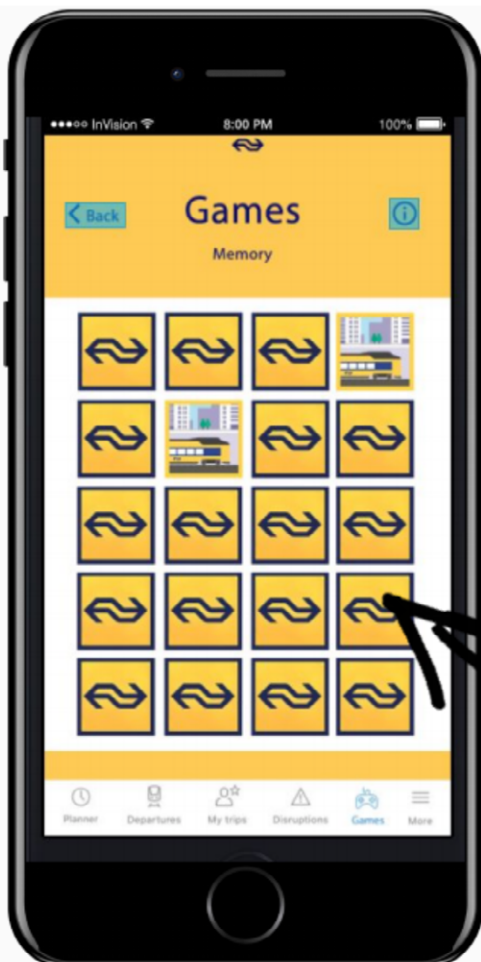 ●●●○○ InVision 8:00 PM 100%
Back Games
Memory
Planner Departures My trips Disruptions Games More